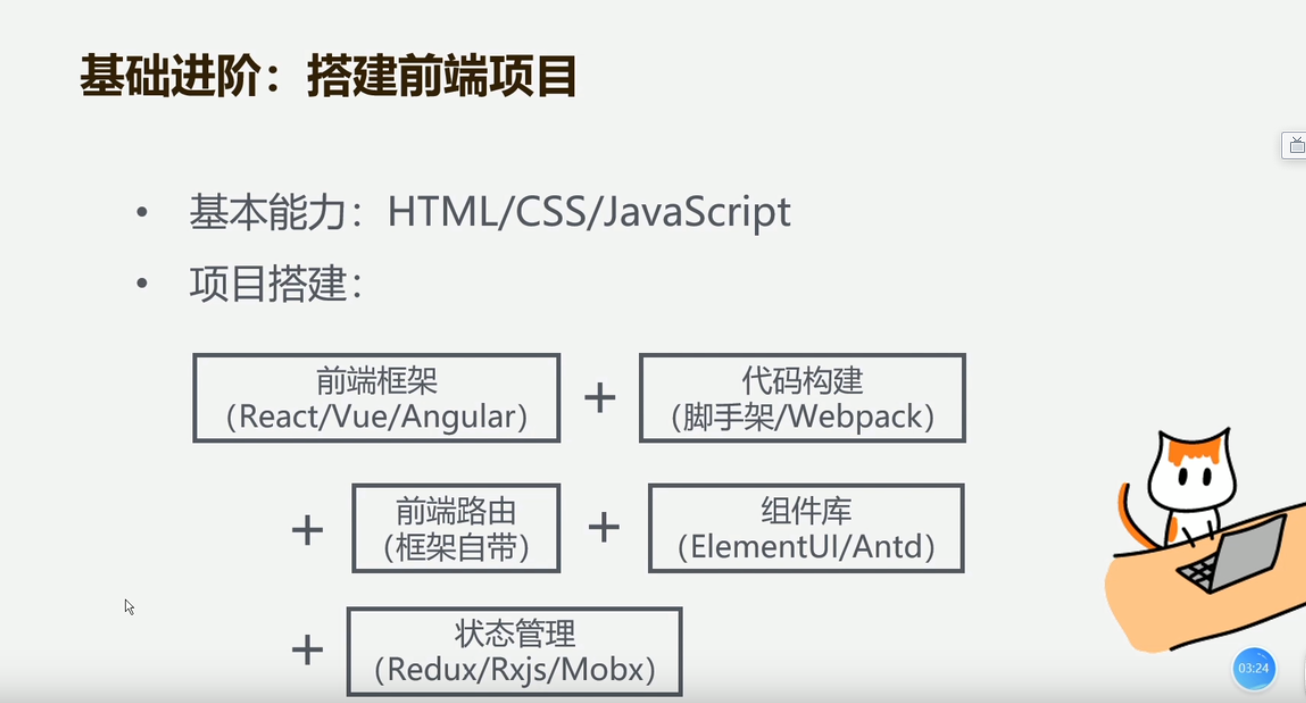 基础进阶：搭建前端项目
• 基本能力：HTML/CSS/JavaScript
• 项目搭建：
前端框架
（React/Vue/Angular）
+
代码构建
（脚手架/Webpack）
+
前端路由
（框架自带）
+
组件库
（ElementUI/Antd）
+
状态管理
（Redux/Rxjs/Mobx）
03:24